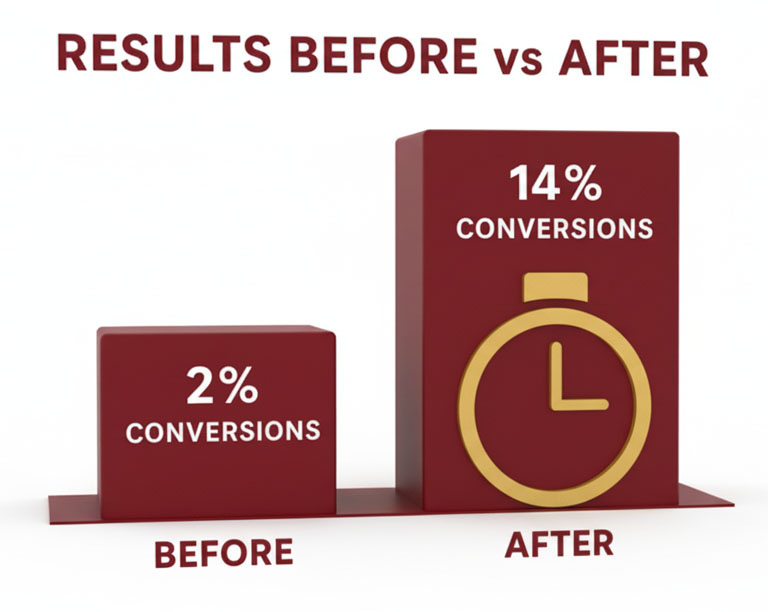 RESULTS BEFORE vs AFTER
2%
CONVERSIONS
14%
CONVERSIONS
BEFORE
AFTER